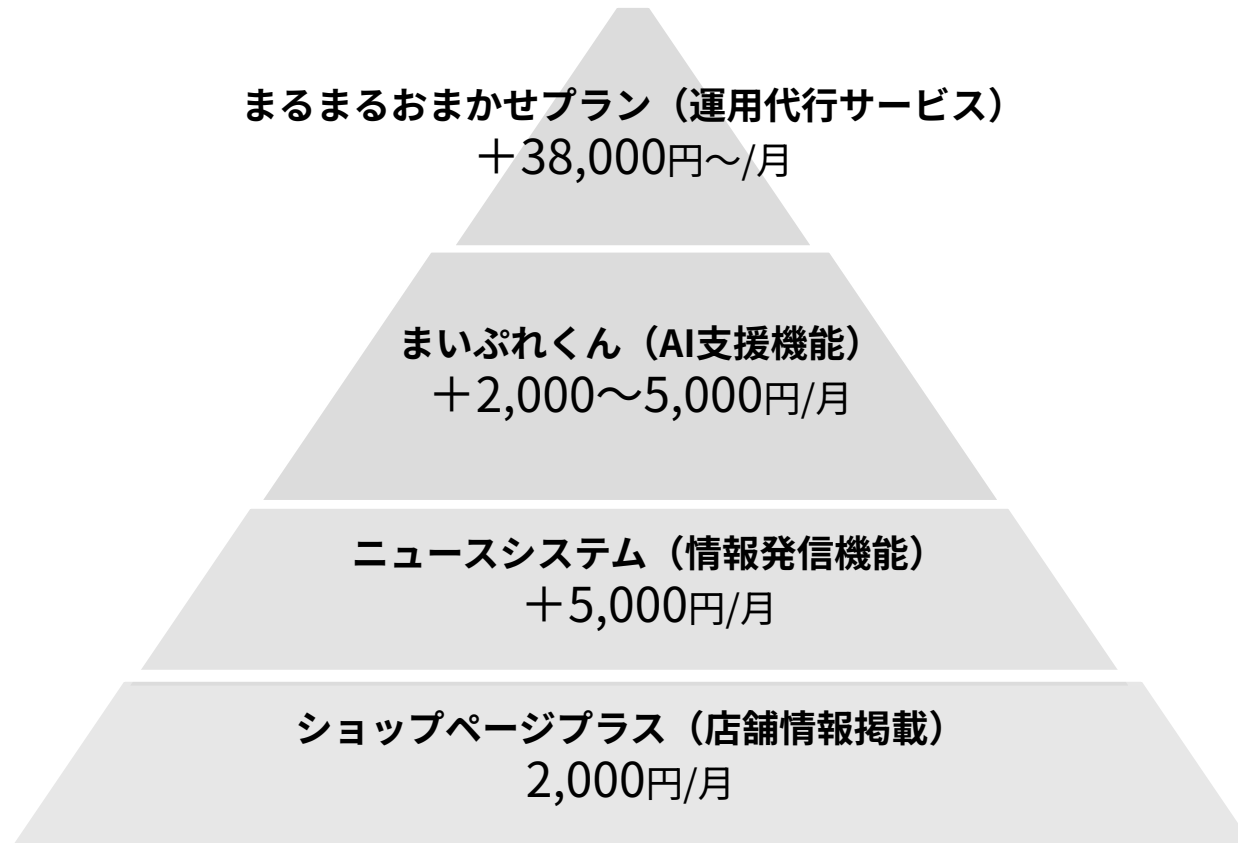 まるまるおまかせプラン（運用代行サービス）
＋38,000円～/月
まいぷれくん（AI支援機能）
＋2,000～5,000円/月
ニュースシステム（情報発信機能）
＋5,000円/月
ショップページプラス（店舗情報掲載）
2,000円/月